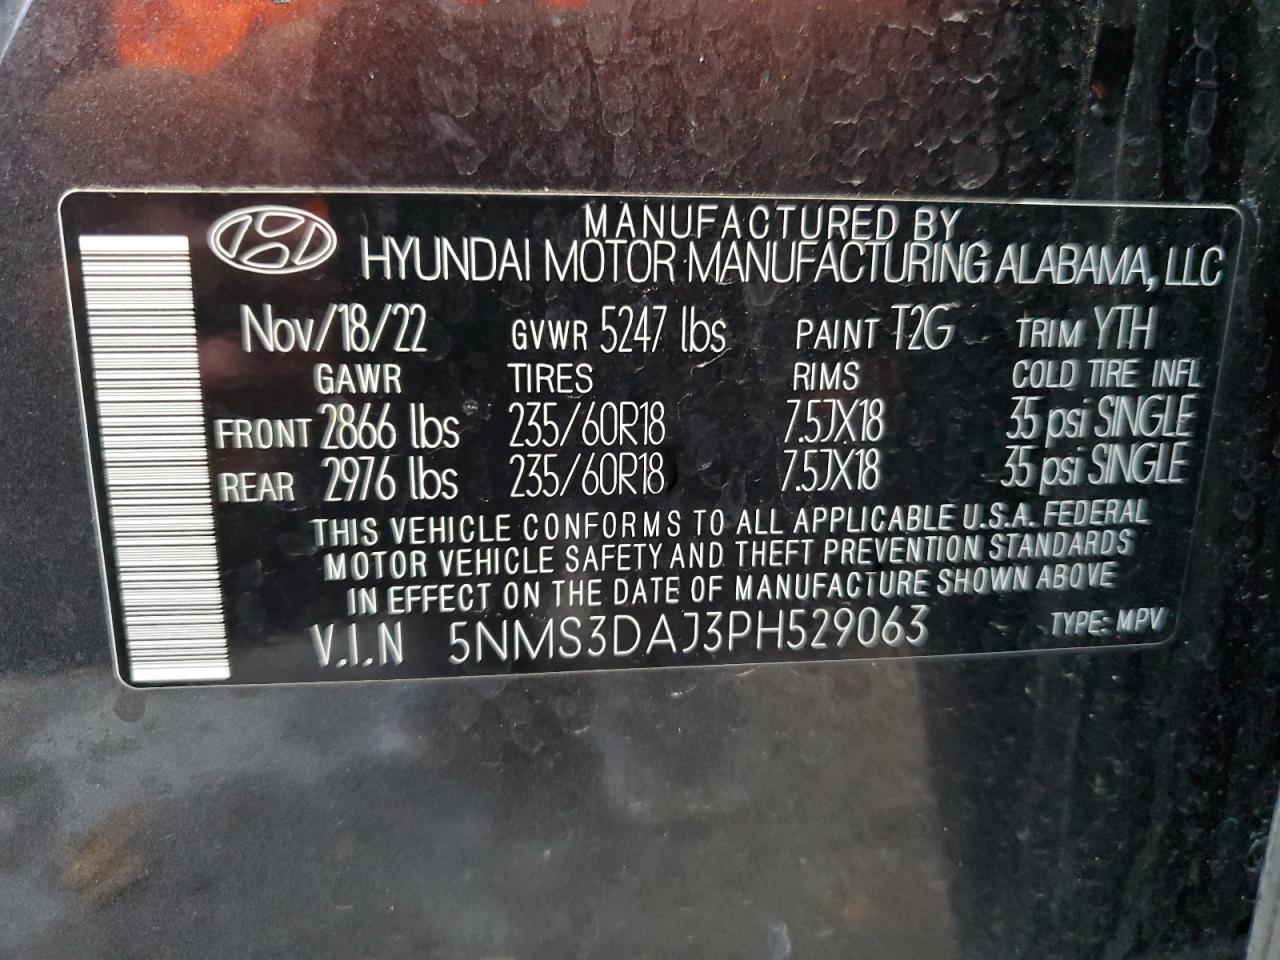 MANUFACTURED BY
HYUNDAI MOTOR MANUFACTURING ALABAMA, LLC
Nov/18/22 GVWR 5247 lbs PAINT T2G TRIM YTH
GAWR TIRES RIMS COLD TIRE INFL
FRONT 2866 lbs 235/60R18 7.5JX18 35 psi SINGLE
REAR 2976 lbs 235/60R18 7.5JX18 35 psi SINGLE
THIS VEHICLE CONFORMS TO ALL APPLICABLE U.S.A. FEDERAL
MOTOR VEHICLE SAFETY AND THEFT PREVENTION STANDARDS
IN EFFECT ON THE DATE OF MANUFACTURE SHOWN ABOVE
V.I.N 5NMS3DAJ3PH529063 TYPE: MPV